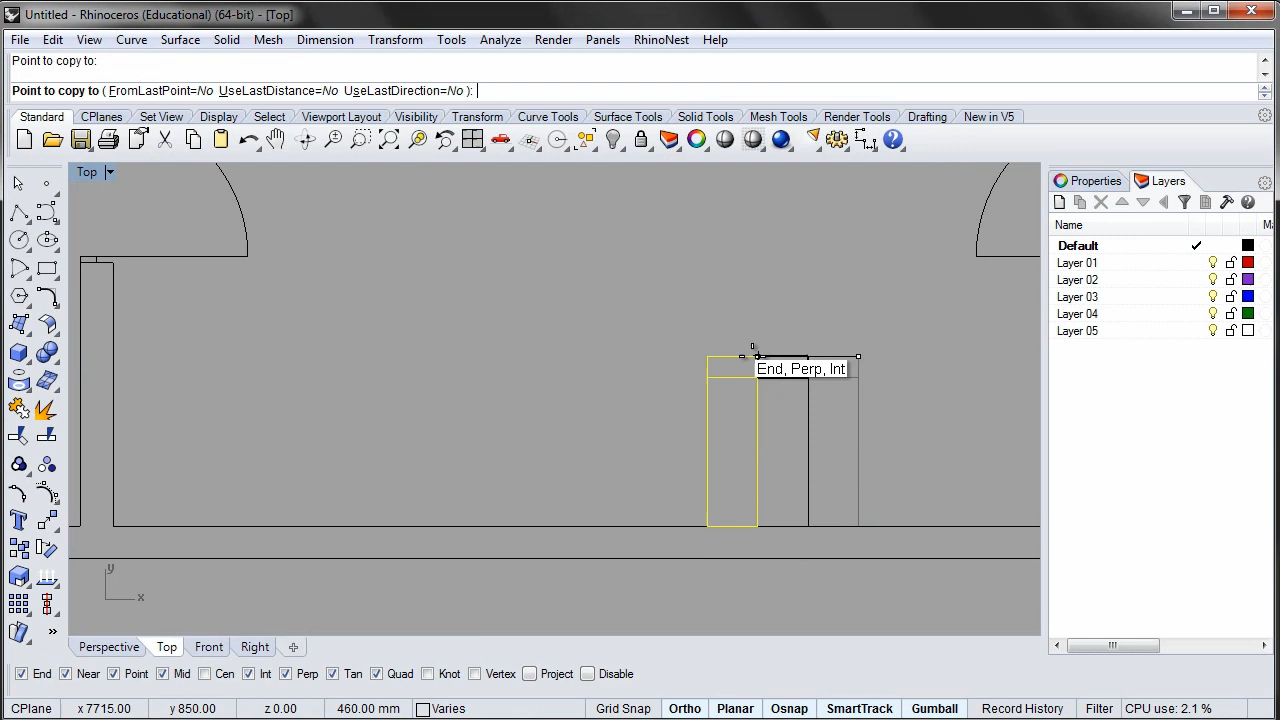 Untitled - Rhinoceros (Educational) (64-bit) - [Top]
File Edit View Curve Surface Solid Mesh Dimension Transform Tools Analyze Render Panels RhinoNest Help
Point to copy to:
Point to copy to ( FromLastPoint=No UseLastDistance=No UseLastDirection=No ):
Standard CPlanes Set View Display Select Viewport Layout Visibility Transform Curve Tools Surface Tools Solid Tools Mesh Tools Render Tools Drafting New in V5
Top
Properties Layers
Name
Default
Layer 01
Layer 02
Layer 03
Layer 04
Layer 05
End, Perp, Int
y
x
Perspective Top Front Right
End Near Point Mid Cen Int Perp Tan Quad Knot Vertex Project Disable
CPlane x 7715.00 y 850.00 z 0.00 460.00 mm Varies Grid Snap Ortho Planar Osnap SmartTrack Gumball Record History Filter CPU use: 2.1 %